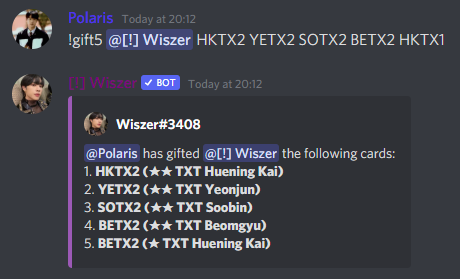 Polaris Today at 20:12
!gift5 @[!] Wiszer HKTX2 YETX2 SOTX2 BETX2 HKTX1
[!] Wiszer ✔ BOT Today at 20:12
Wiszer#3408
@Polaris has gifted @[!] Wiszer the following cards:
1. HKTX2 (★★ TXT Huening Kai)
2. YETX2 (★★ TXT Yeonjun)
3. SOTX2 (★★ TXT Soobin)
4. BETX2 (★★ TXT Beomgyu)
5. BETX2 (★ TXT Huening Kai)